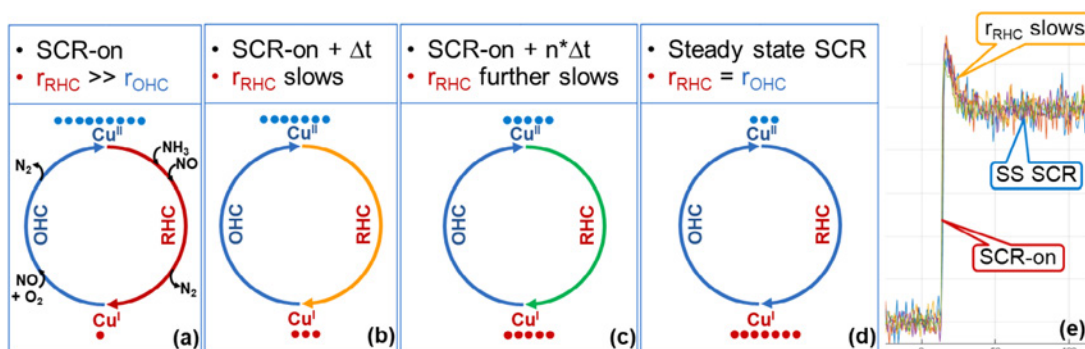 • SCR-on
• rRHC >> rOHC
CuII
NH3
NO
N2
OHC
RHC
NO
+ O2
N2
CuI
(a)
• SCR-on + Δt
• rRHC slows
CuII
OHC
RHC
CuI
(b)
• SCR-on + n*Δt
• rRHC further slows
CuII
OHC
RHC
CuI
(c)
• Steady state SCR
• rRHC = rOHC
CuII
OHC
RHC
CuI
(d)
rRHC slows
SS SCR
SCR-on
(e)